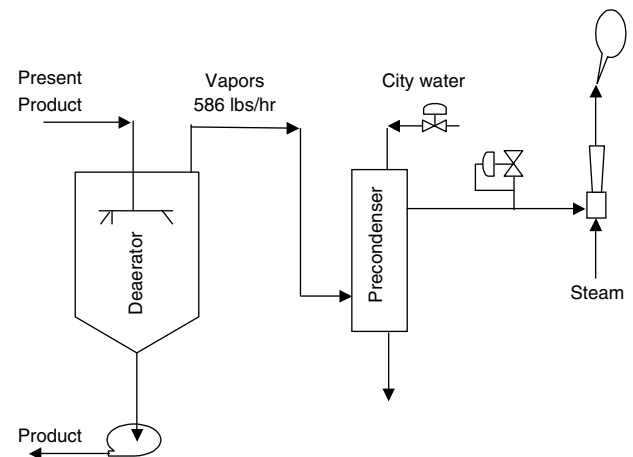 Present
Product
Vapors
586 lbs/hr
City water
Deaerator
Precondenser
Steam
Product